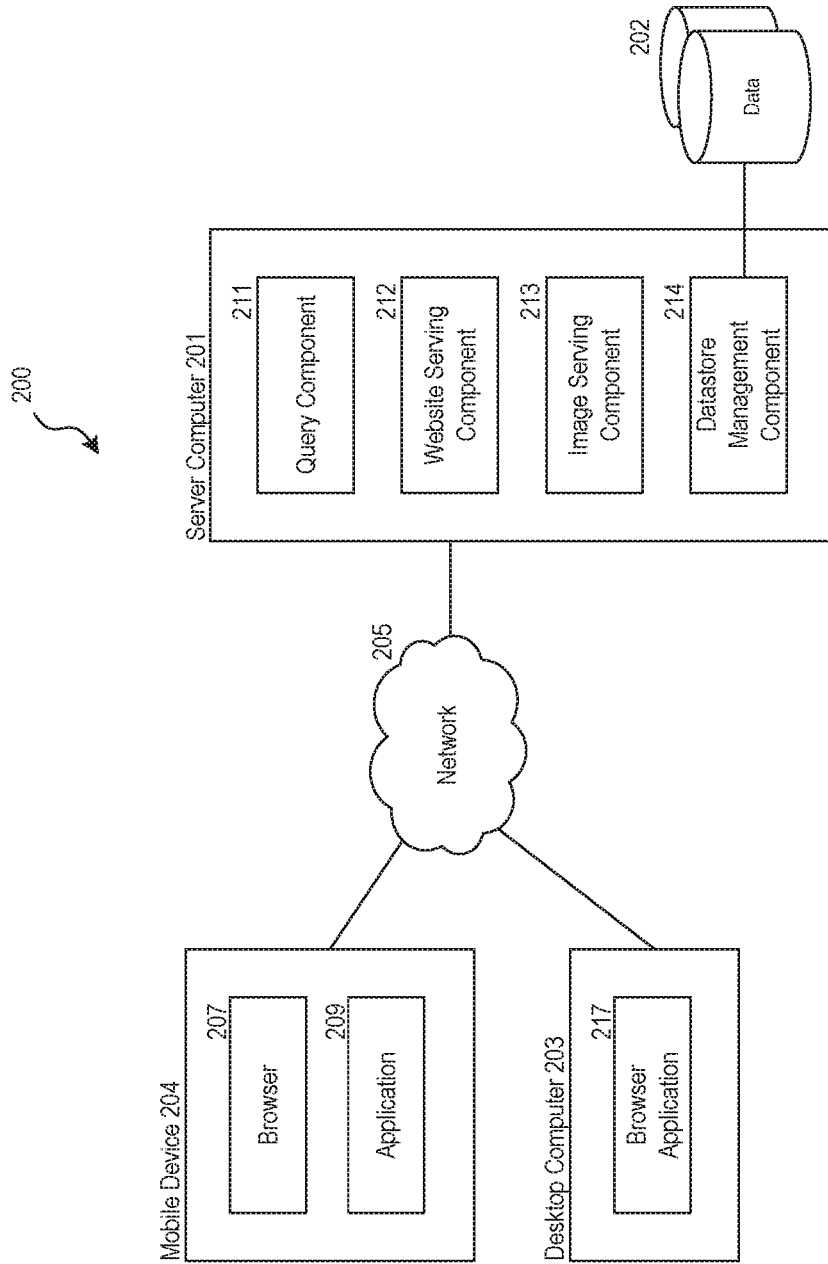 200
Mobile Device 204
207
Browser
209
Application
Desktop Computer 203
217
Browser
Application
205
Network
Server Computer 201
211
Query Component
212
Website Serving
Component
213
Image Serving
Component
214
Datastore
Management
Component
202
Data